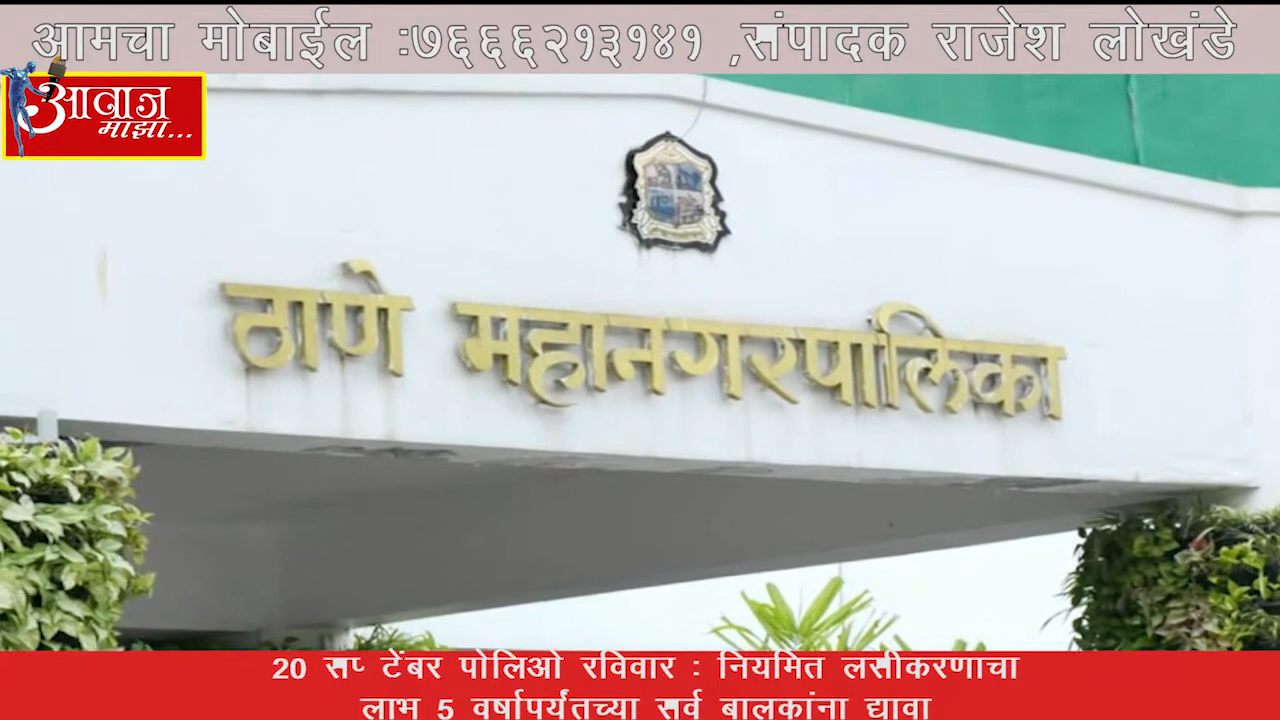 आमचा मोबाईल :७६६६२१३१४१ ,संपादक राजेश लोखंडे
आवाज
माझा...
ठाणे महानगरपालिका
20 सप्टेंबर पोलिओ रविवार : नियमित लसीकरणाचा
लाभ 5 वर्षापर्यंतच्या सर्व बालकांना द्यावा